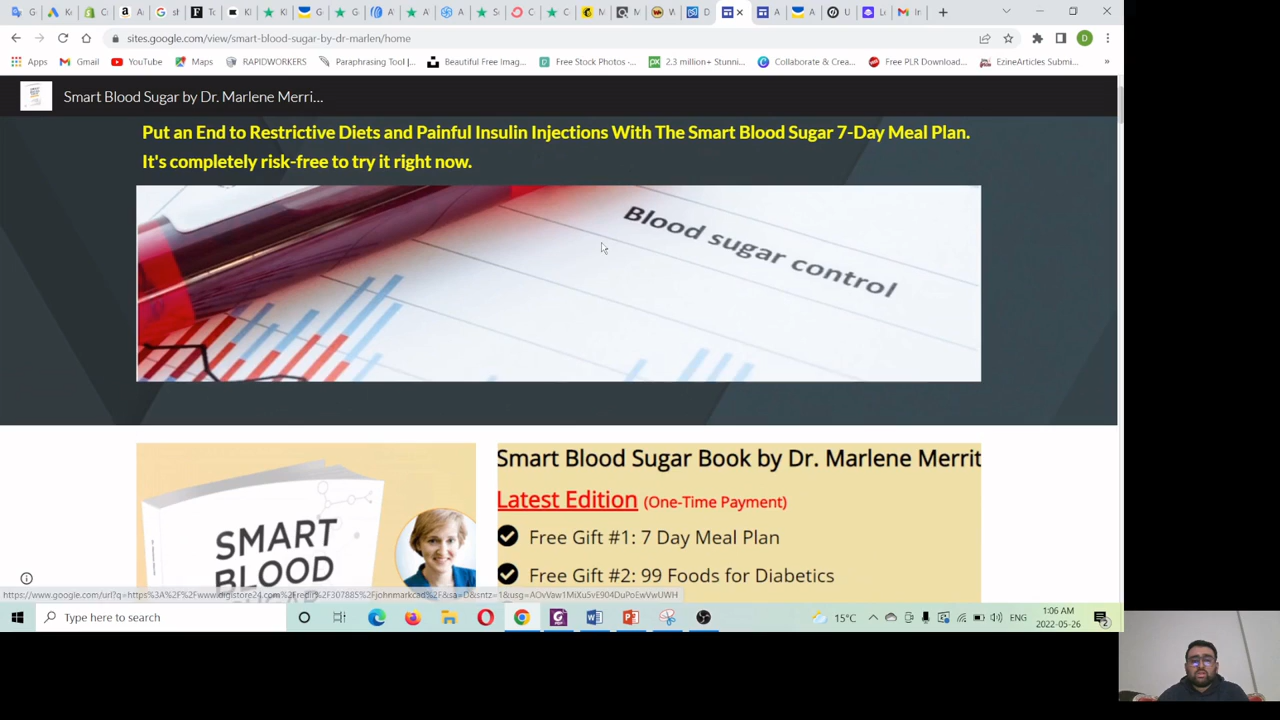 G
Ke
G
A
G s
To
Kl
Kl
G
G
A
A
A
S
C
C
M
M
W
D
A
A
U
L
In
sites.google.com/view/smart-blood-sugar-by-dr-marlen/home
D
Apps
Gmail
YouTube
Maps
RAPIDWORKERS
Paraphrasing Tool |...
Beautiful Free Imag...
Free Stock Photos ·...
2.3 million+ Stunni...
Collaborate & Crea...
Free PLR Download...
EzineArticles Submi...
»
Smart Blood Sugar by Dr. Marlene Merri...
Put an End to Restrictive Diets and Painful Insulin Injections With The Smart Blood Sugar 7-Day Meal Plan.
It's completely risk-free to try it right now.
Blood sugar control
SMART
BLOOD
Smart Blood Sugar Book by Dr. Marlene Merrit
Latest Edition (One-Time Payment)
Free Gift #1: 7 Day Meal Plan
Free Gift #2: 99 Foods for Diabetics
Type here to search
15°C
ENG
1:06 AM
2022-05-26
2